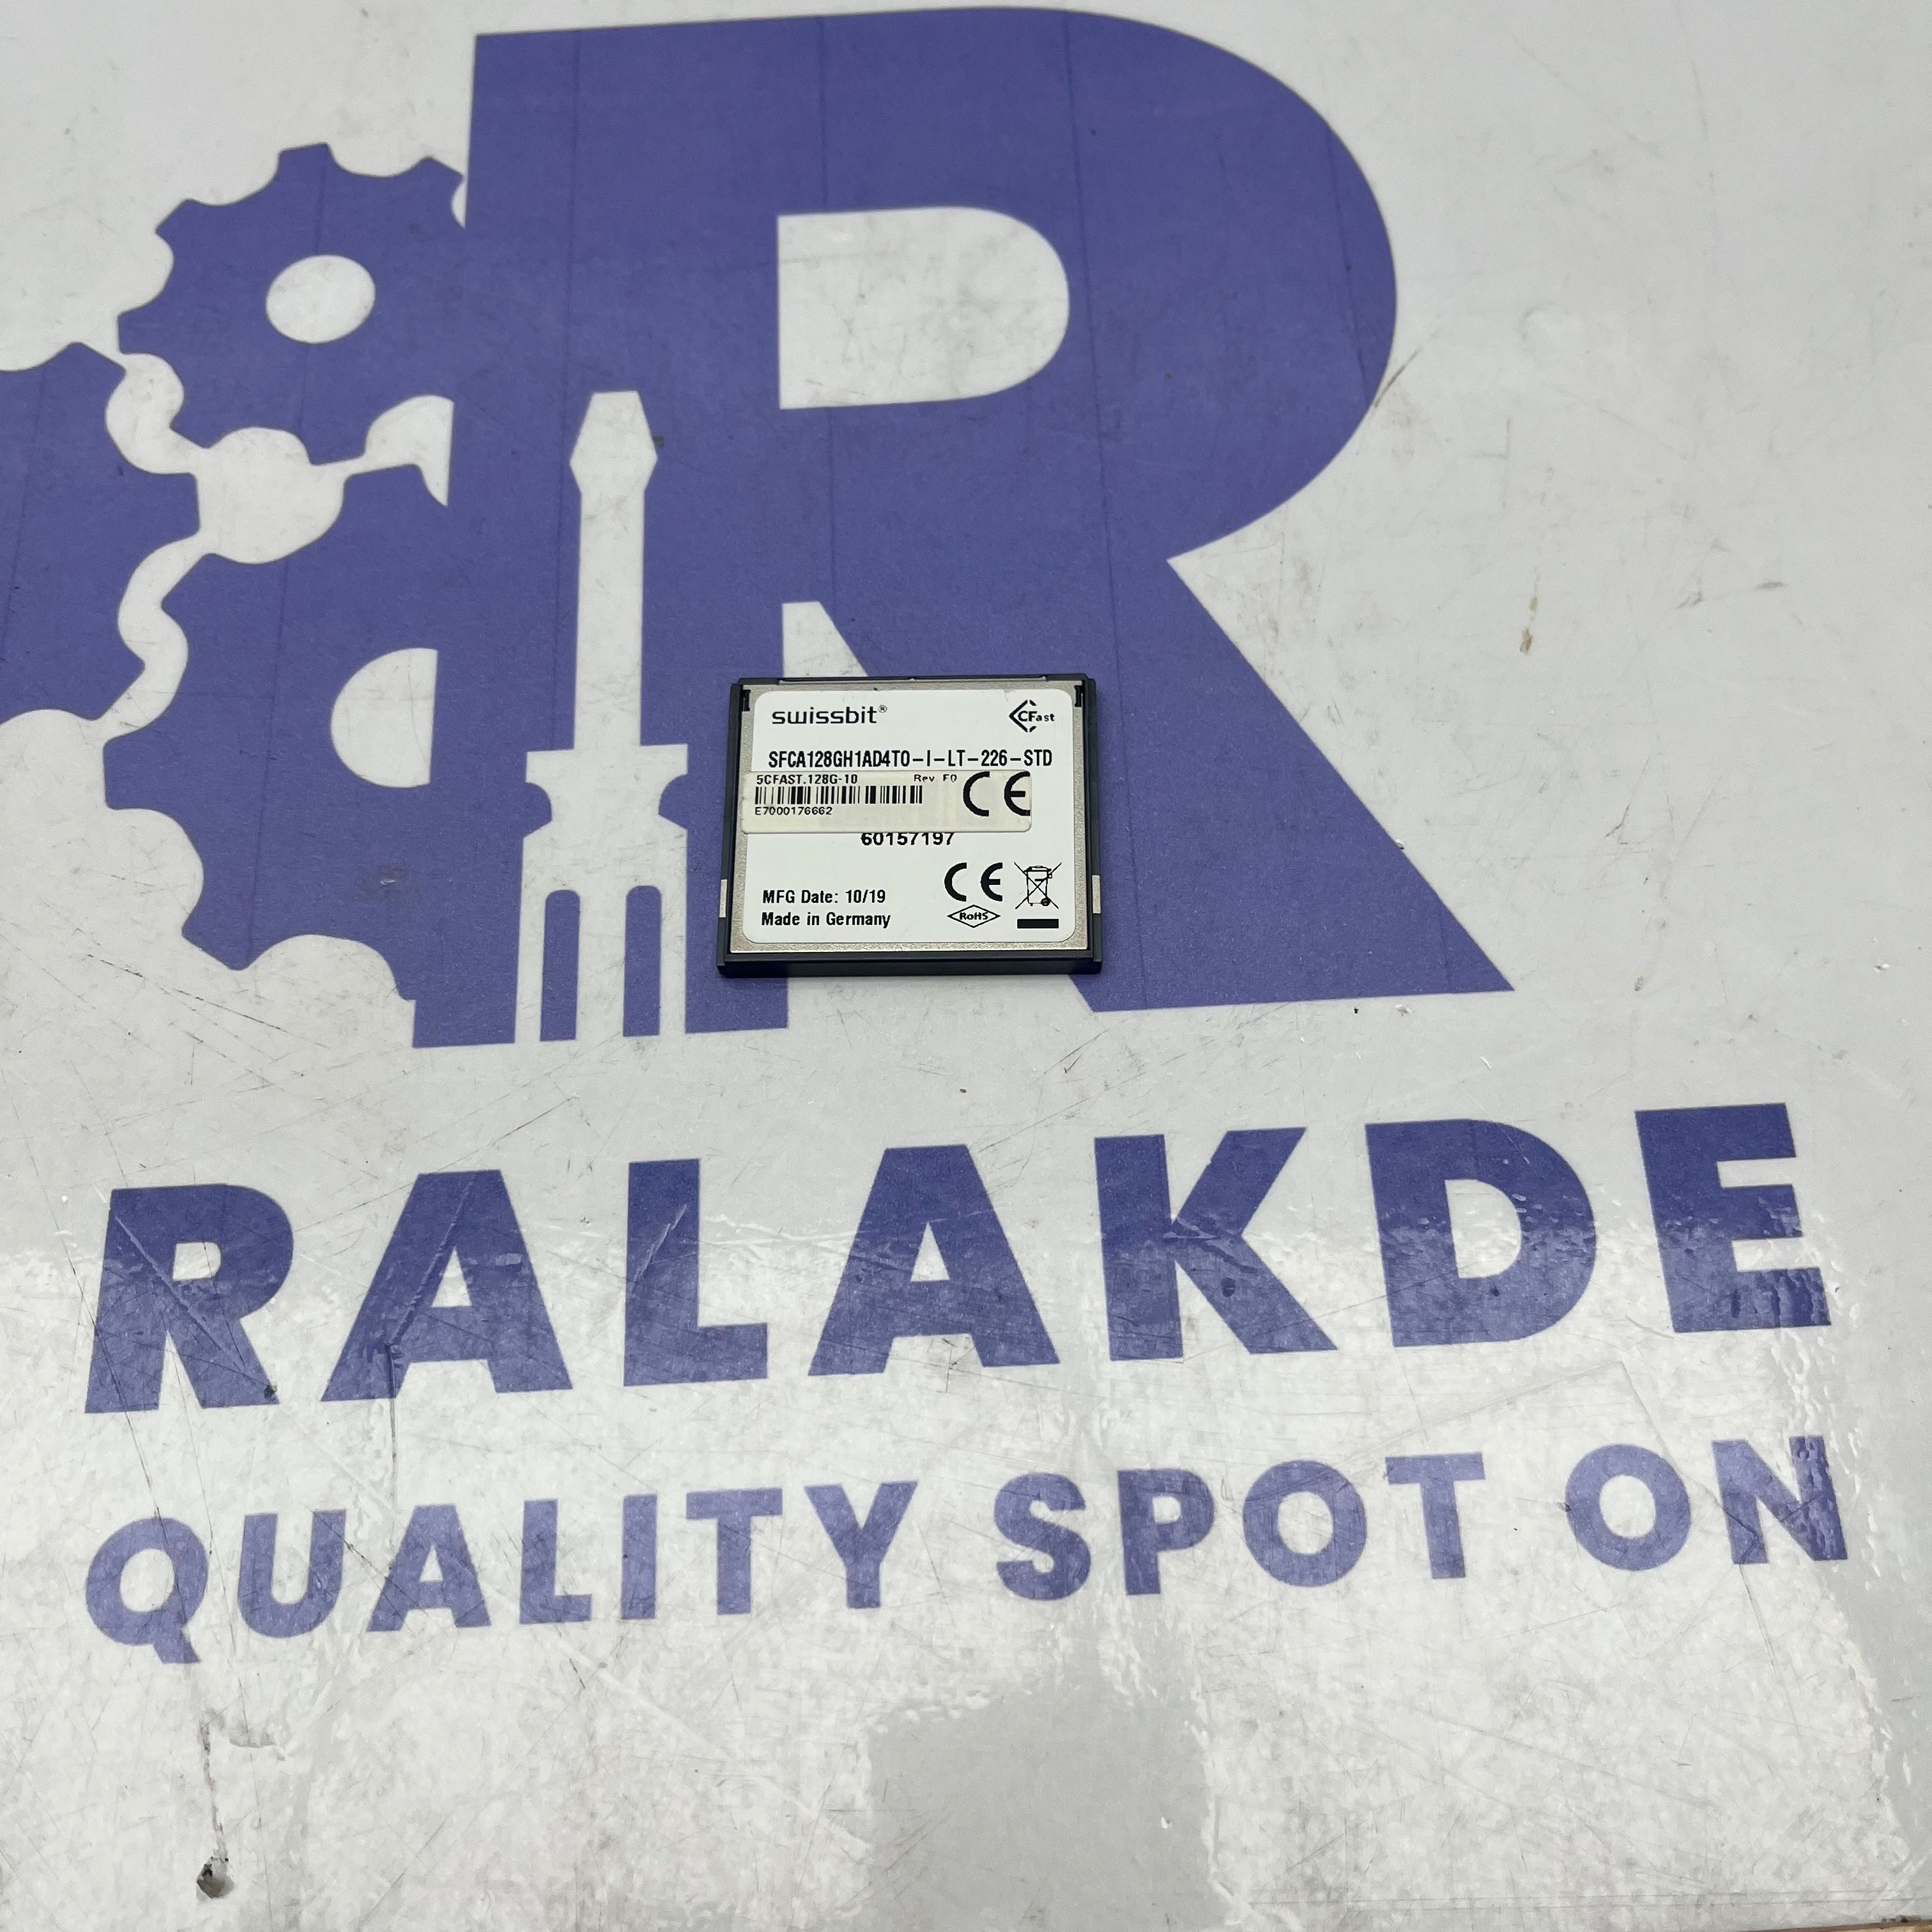 swissbit®
CFast
SFCA128GH1AD4TO-I-LT-226-STD
5CFAST.128G-10 Rev F0
CE
E7000176662
60157197
CE
MFG Date: 10/19
RoHS
Made in Germany
R
RALAKDE
QUALITY SPOT ON